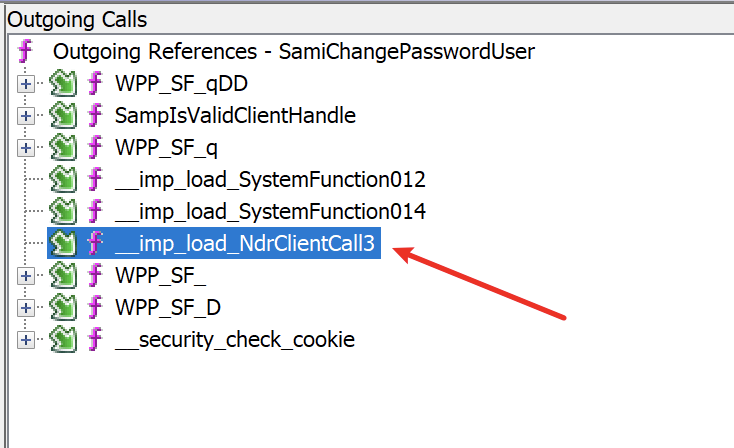 Outgoing Calls
f Outgoing References - SamiChangePasswordUser
f WPP_SF_qDD
f SampIsValidClientHandle
f WPP_SF_q
f __imp_load_SystemFunction012
f __imp_load_SystemFunction014
f __imp_load_NdrClientCall3
f WPP_SF_
f WPP_SF_D
f __security_check_cookie